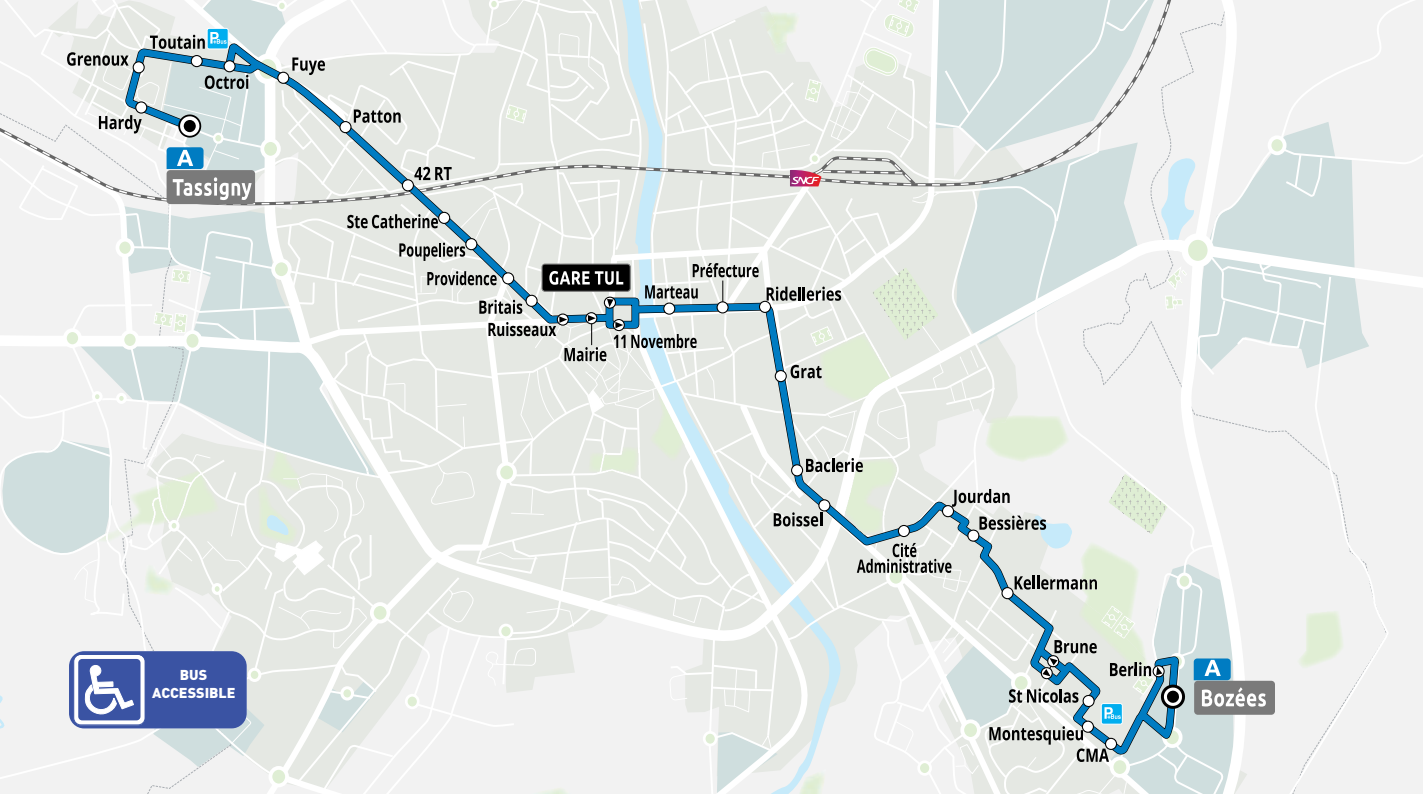 Toutain
P+Bus
Grenoux
Octroi
Fuye
Hardy
Patton
A
Tassigny
42 RT
SNCF
Ste Catherine
Poupeliers
Providence
GARE TUL
Préfecture
Marteau
Ridelleries
Britais
Ruisseaux
11 Novembre
Mairie
Grat
Baclerie
Boissel
Jourdan
Bessières
Cité
Administrative
Kellermann
Brune
Berlin
A
Bozées
St Nicolas
P+Bus
Montesquieu
CMA
BUS
ACCESSIBLE